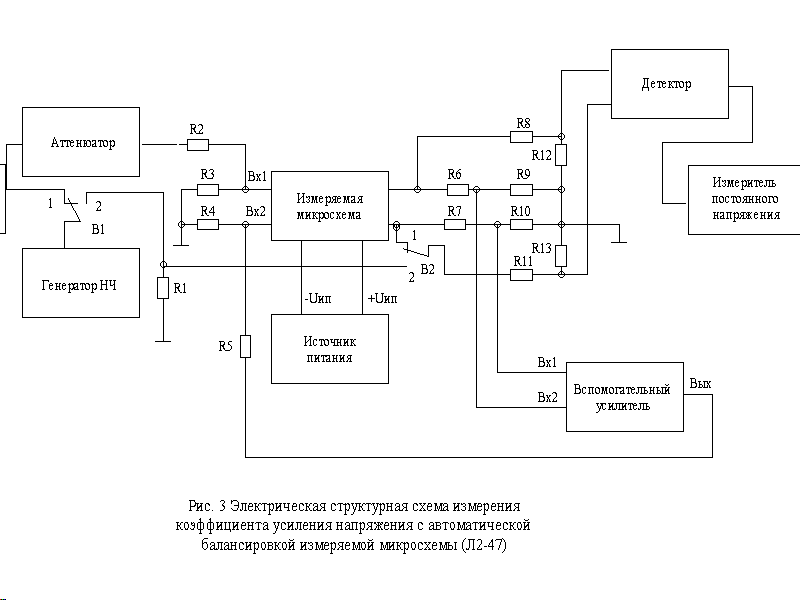 Детектор
Аттенюатор
R2
R8
R12
R3
Вх1
R6
R9
Измеритель
постоянного
напряжения
Измеряемая
микросхема
1
2
В1
R4
Вх2
R7
R10
1
В2
2
R13
R11
Генератор НЧ
R1
-Uип
+Uип
R5
Источник
питания
Вх1
Вх2
Вспомогательный
усилитель
Вых
Рис. 3 Электрическая структурная схема измерения
коэффициента усиления напряжения с автоматической
балансировкой измеряемой микросхемы (Л2-47)